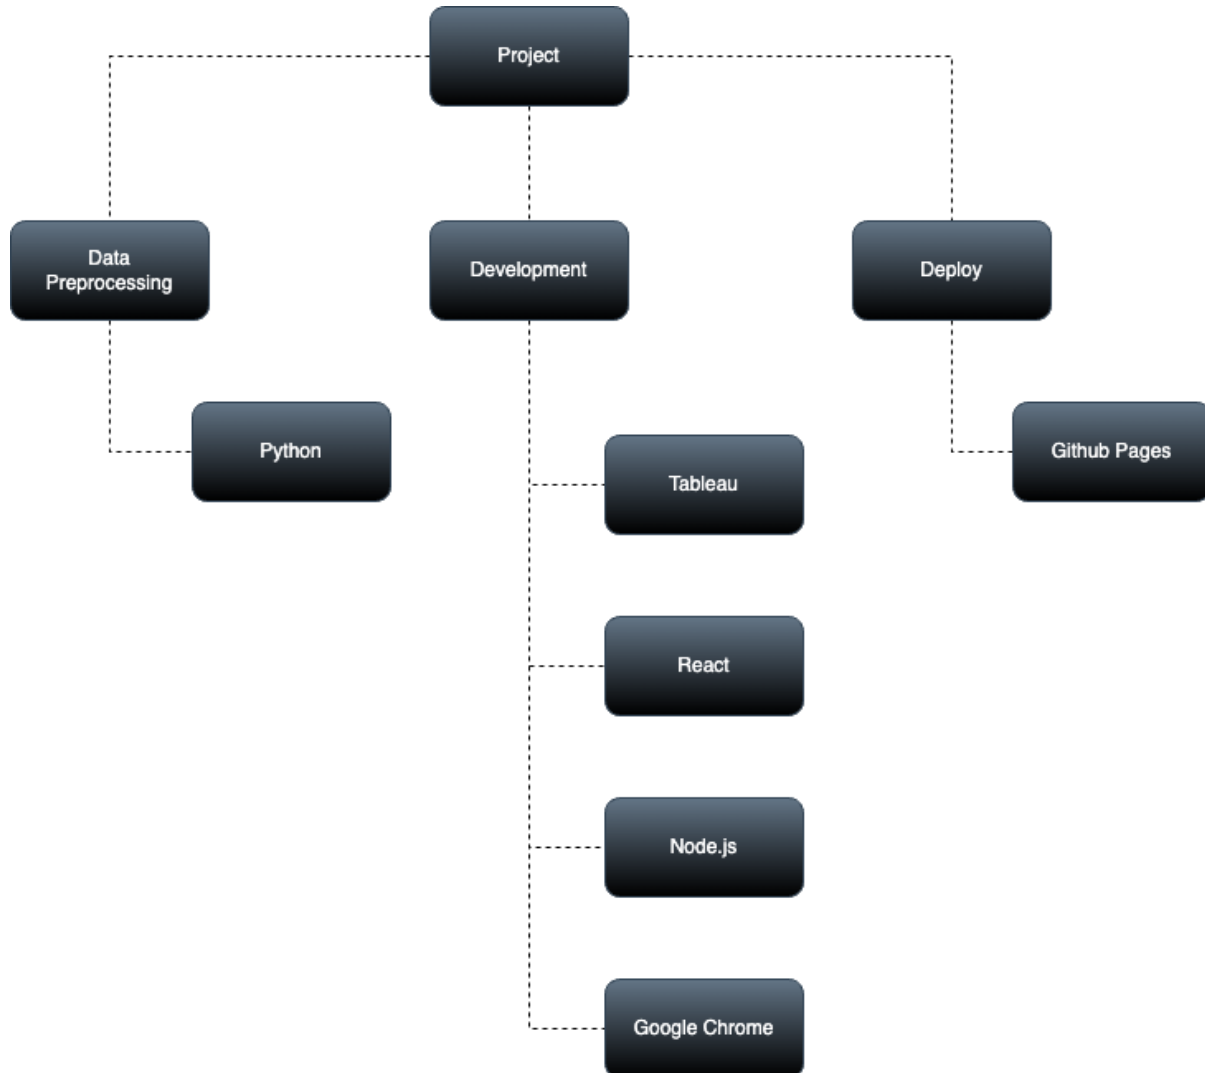 Project
Data
Preprocessing
Development
Deploy
Python
Github Pages
Tableau
React
Node.js
Google Chrome